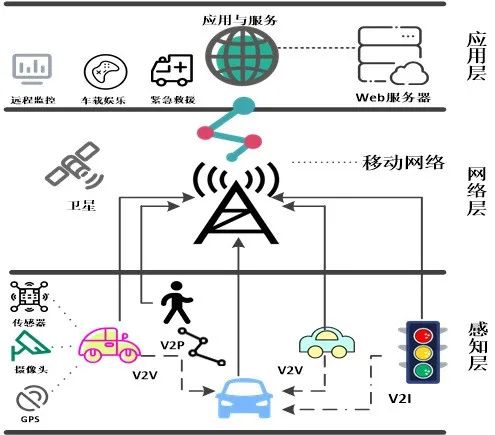 应用与服务
远程监控
车载娱乐
紧急救援
Web服务器
应用层
移动网络
卫星
网络层
传感器
摄像头
GPS
V2P
V2V
V2V
V2I
感知层